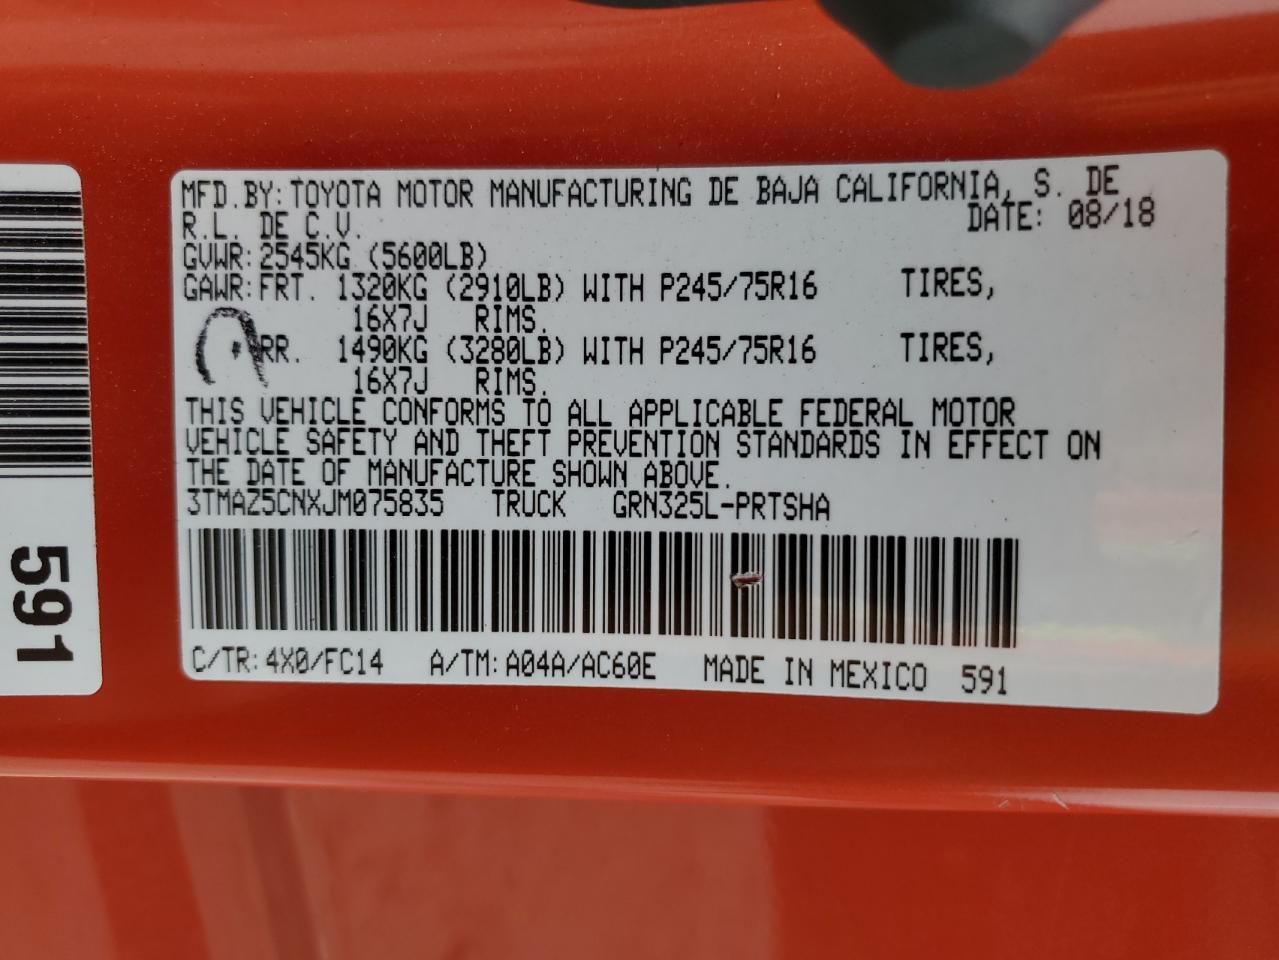 MFD.BY:TOYOTA MOTOR MANUFACTURING DE BAJA CALIFORNIA, S. DE
R.L. DE C.V. DATE: 08/18
GVWR:2545KG (5600LB)
GAWR:FRT. 1320KG (2910LB) WITH P245/75R16 TIRES,
16X7J RIMS.
RR. 1490KG (3280LB) WITH P245/75R16 TIRES,
16X7J RIMS.
THIS VEHICLE CONFORMS TO ALL APPLICABLE FEDERAL MOTOR
VEHICLE SAFETY AND THEFT PREVENTION STANDARDS IN EFFECT ON
THE DATE OF MANUFACTURE SHOWN ABOVE.
3TMAZ5CNXJM075835 TRUCK GRN325L-PRTSHA
C/TR:4X0/FC14 A/TM:A04A/AC60E MADE IN MEXICO 591
591